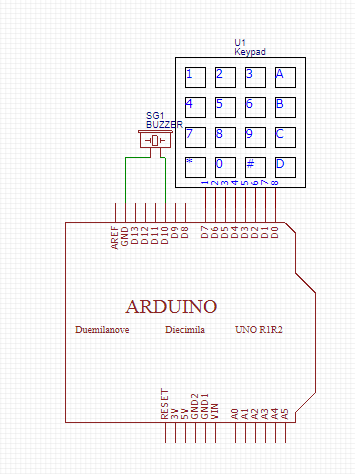 U1
Keypad
1 2 3 A
4 5 6 B
7 8 9 C
* 0 # D
1 2 3 4 5 6 7 8
SG1
BUZZER
AREF GND D13 D12 D11 D10 D9 D8 D7 D6 D5 D4 D3 D2 D1 D0
ARDUINO
Duemilanove Diecimila UNO R1R2
RESET 3V 5V GND2 GND1 VIN A0 A1 A2 A3 A4 A5